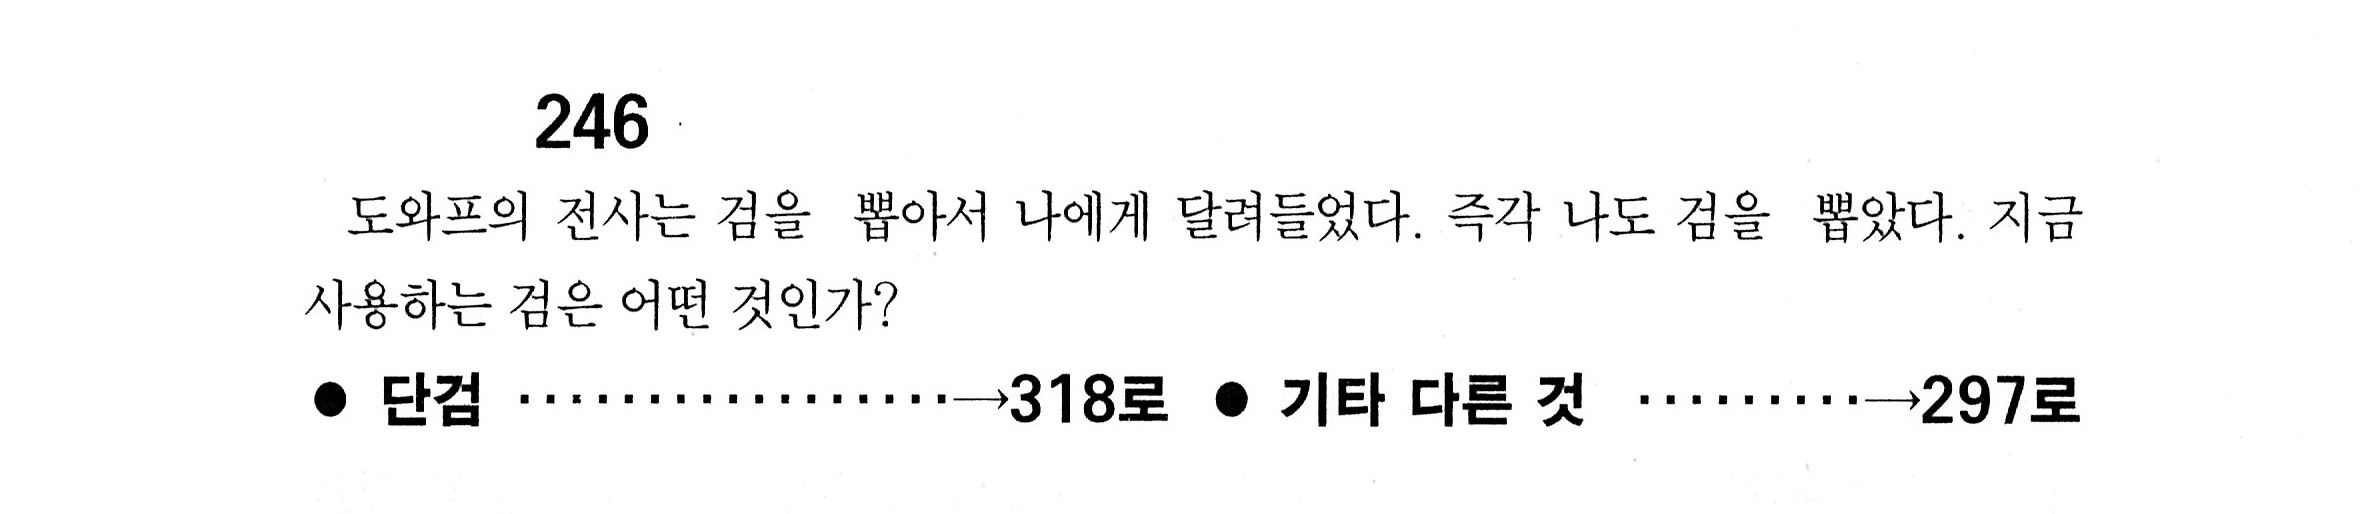 246
도와프의 전사는 검을 뽑아서 나에게 달려들었다. 즉각 나도 검을 뽑았다. 지금
사용하는 검은 어떤 것인가?
● 단검 ·················→318로 ● 기타 다른 것 ·········→297로